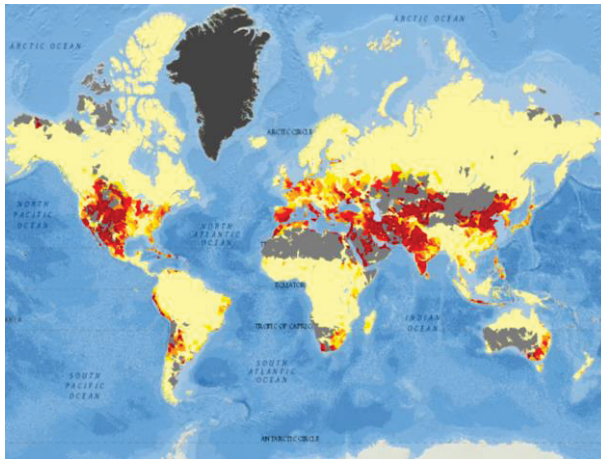 ARCTIC OCEAN
ARCTIC OCEAN
ARCTIC CIRCLE
NORTH
PACIFIC
OCEAN
NORTH
ATLANTIC
OCEAN
EQUATOR
INDIAN
OCEAN
TROPIC OF CAPRIC
SOUTH
PACIFIC
OCEAN
SOUTH
ATLANTIC
OCEAN
ANTARCTIC CIRCLE